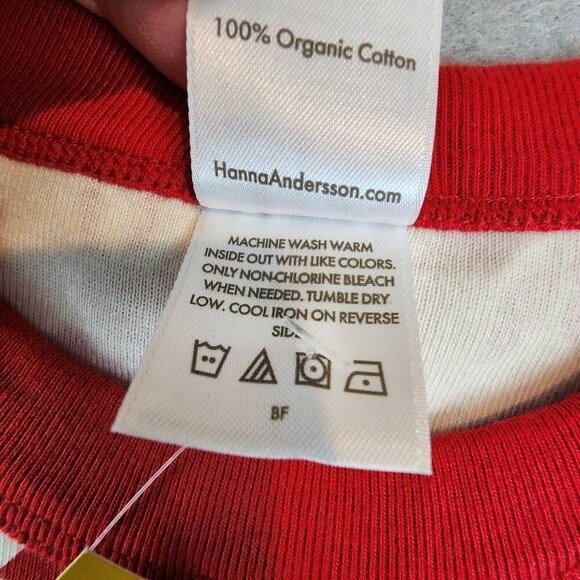 100% Organic Cotton
HannaAndersson.com
MACHINE WASH WARM
INSIDE OUT WITH LIKE COLORS.
ONLY NON-CHLORINE BLEACH
WHEN NEEDED. TUMBLE DRY
LOW. COOL IRON ON REVERSE
SIDE
BF